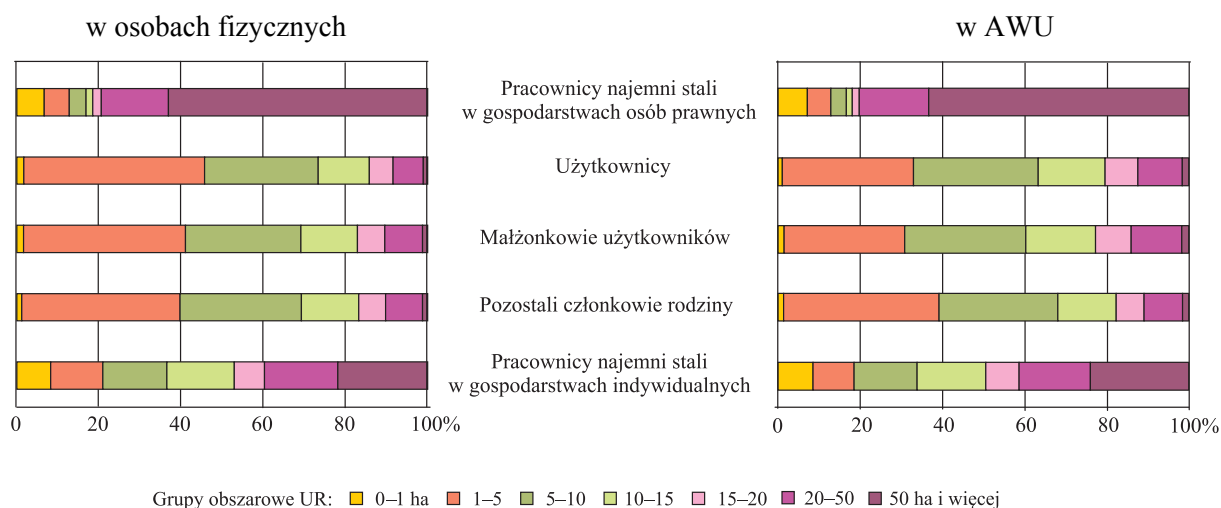 w osobach fizycznych
w AWU
Pracownicy najemni stali
w gospodarstwach osób prawnych
Użytkownicy
Małżonkowie użytkowników
Pozostali członkowie rodziny
Pracownicy najemni stali
w gospodarstwach indywidualnych
0 20 40 60 80 100%
0 20 40 60 80 100%
Grupy obszarowe UR: 0–1 ha 1–5 5–10 10–15 15–20 20–50 50 ha i więcej